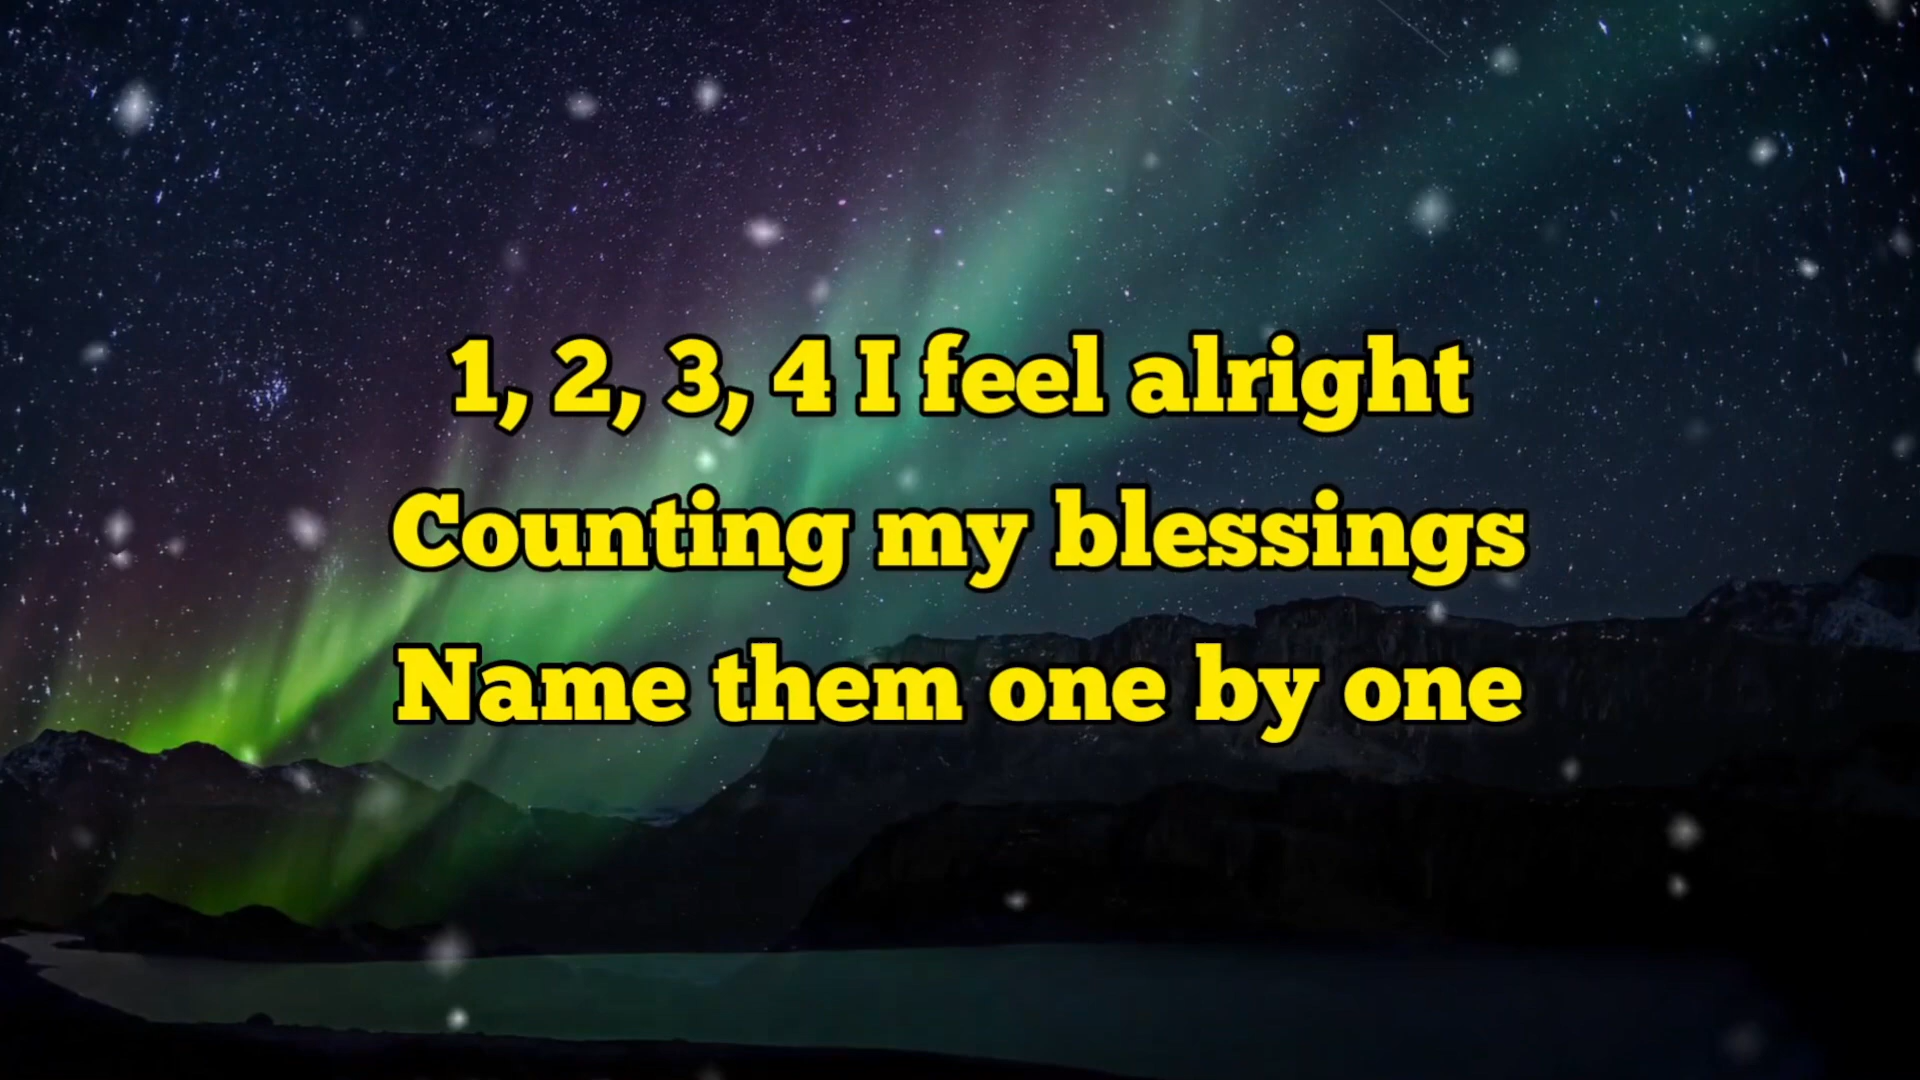 1, 2, 3, 4 I feel alright
Counting my blessings
Name them one by one